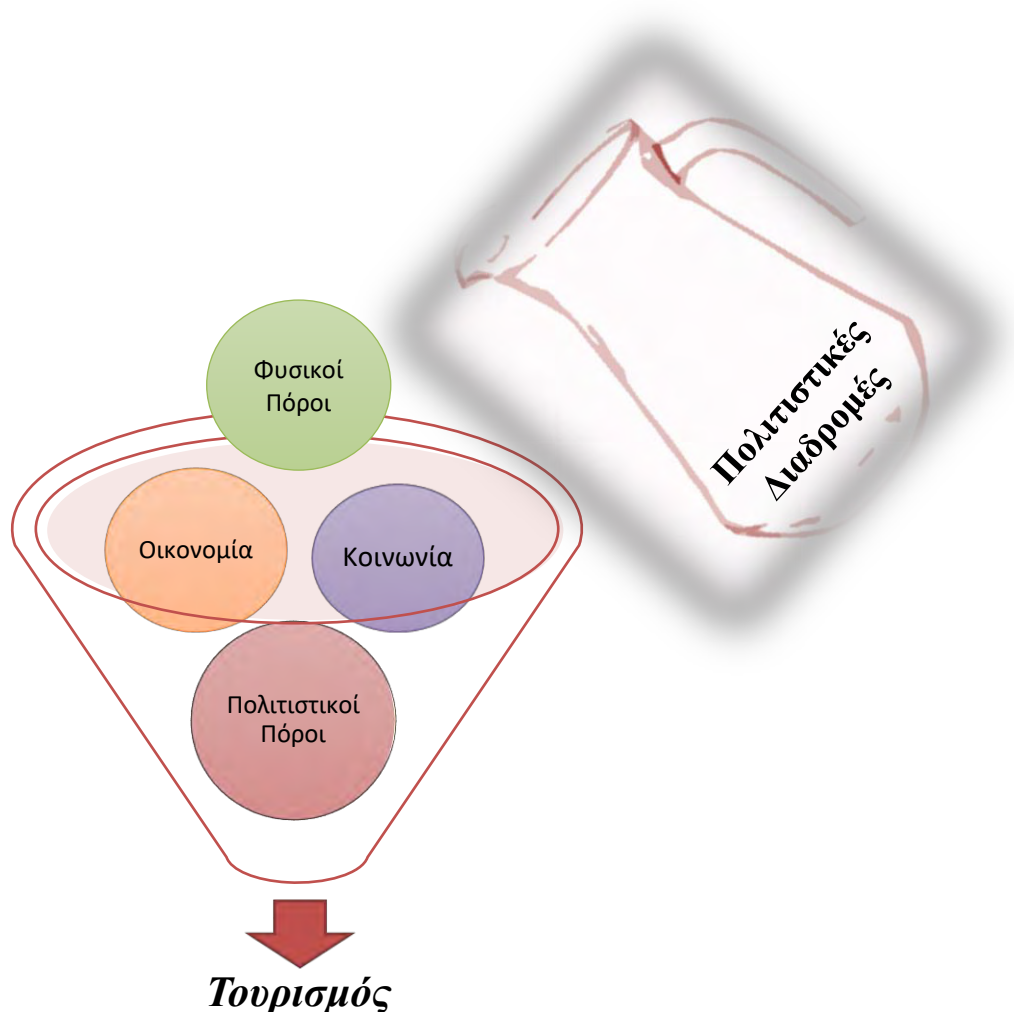 Πολιτιστικές
Διαδρομές
Φυσικοί
Πόροι
Οικονομία
Κοινωνία
Πολιτιστικοί
Πόροι
Τουρισμός